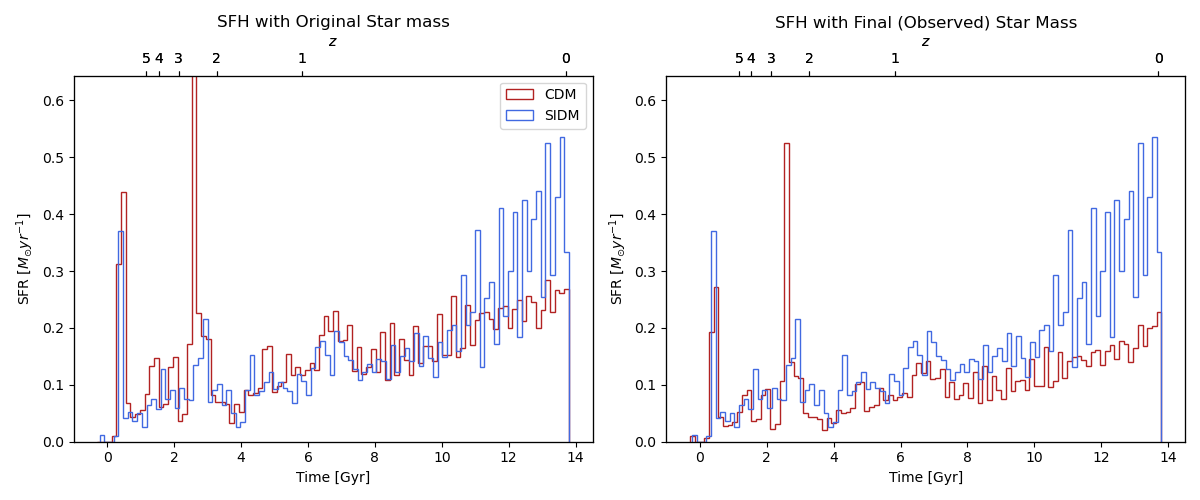 SFH with Original Star mass
z
5 4 3 2 1 0
CDM
SIDM
0.6
0.5
0.4
0.3
0.2
0.1
0.0
SFR [M⊙yr⁻¹]
0 2 4 6 8 10 12 14
Time [Gyr]
SFH with Final (Observed) Star Mass
z
5 4 3 2 1 0
0.6
0.5
0.4
0.3
0.2
0.1
0.0
SFR [M⊙yr⁻¹]
0 2 4 6 8 10 12 14
Time [Gyr]